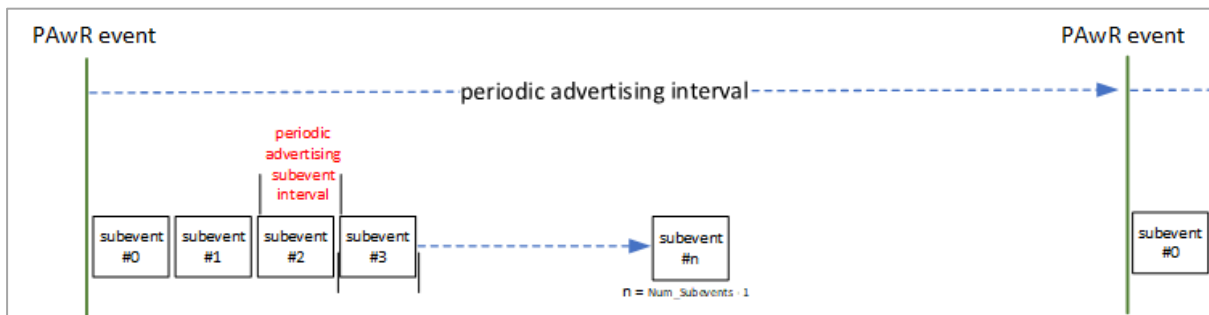 PAwR event
PAwR event
periodic advertising interval
periodic
advertising
subevent
interval
subevent
#0
subevent
#1
subevent
#2
subevent
#3
subevent
#n
subevent
#0
n = Num_Subevents - 1